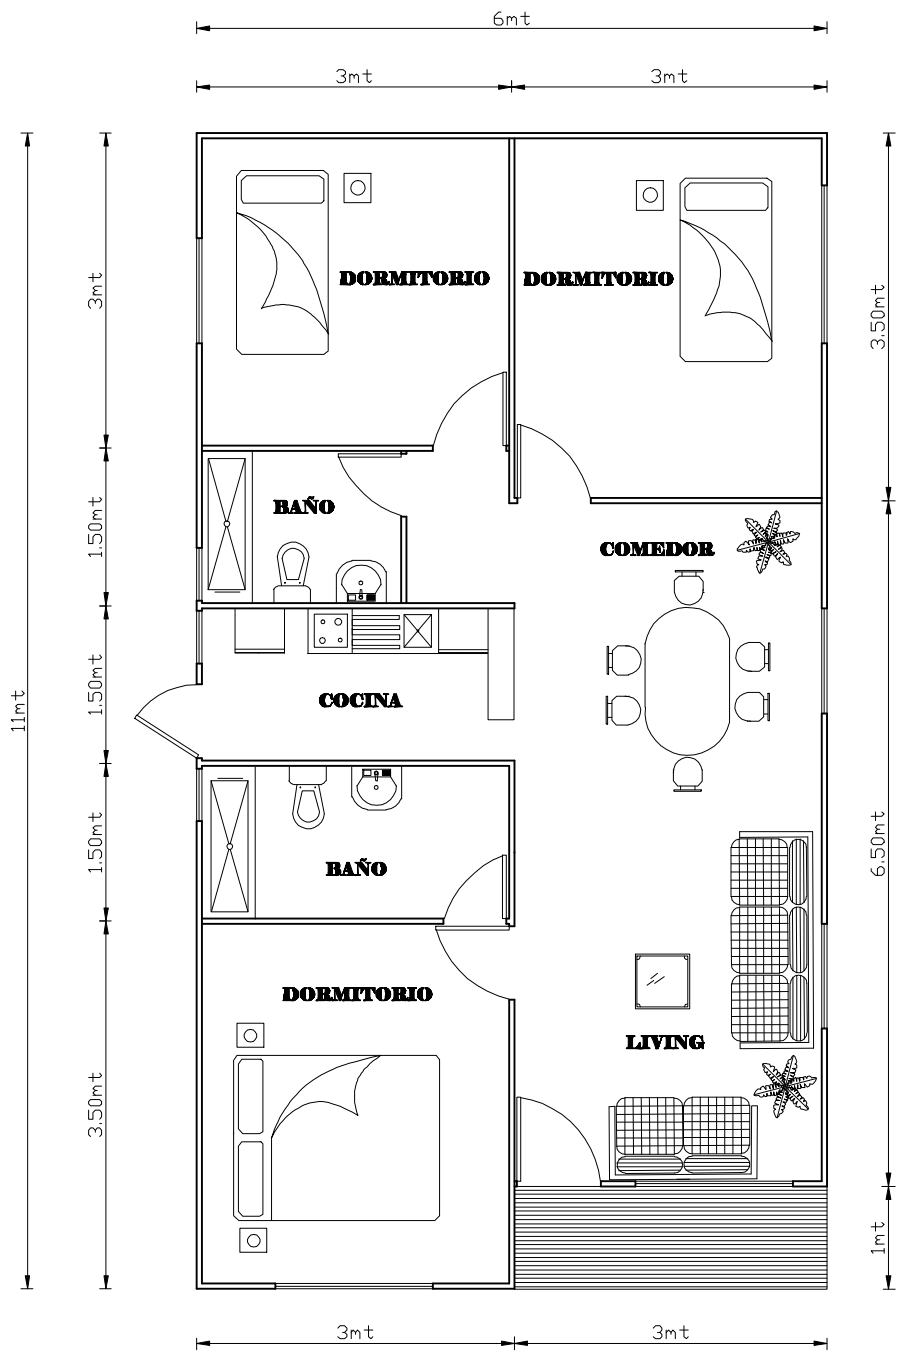 6mt
3mt
3mt
3mt
3.50mt
DORMITORIO
DORMITORIO
1.50mt
BAÑO
COMEDOR
11mt
1.50mt
COCINA
1.50mt
BAÑO
6.50mt
DORMITORIO
LIVING
3.50mt
1mt
3mt
3mt